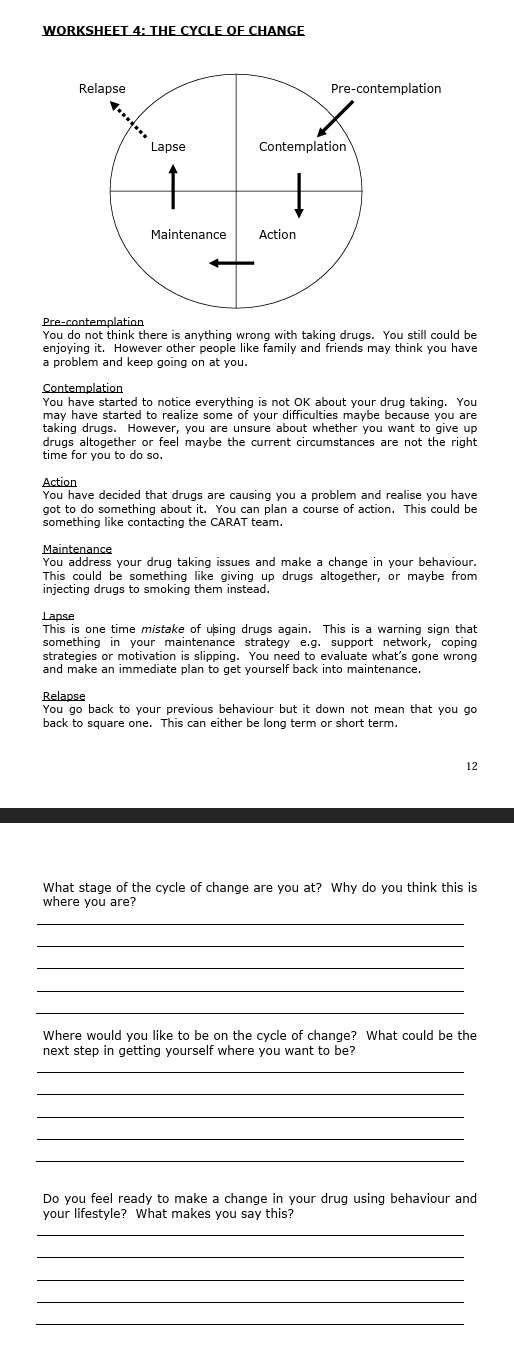 WORKSHEET 4: THE CYCLE OF CHANGE
Relapse
Pre-contemplation
Lapse
Contemplation
Maintenance
Action
Pre-contemplation
You do not think there is anything wrong with taking drugs. You still could be
enjoying it. However other people like family and friends may think you have
a problem and keep going on at you.
Contemplation
You have started to notice everything is not OK about your drug taking. You
may have started to realize some of your difficulties maybe because you are
taking drugs. However, you are unsure about whether you want to give up
drugs altogether or feel maybe the current circumstances are not the right
time for you to do so.
Action
You have decided that drugs are causing you a problem and realise you have
got to do something about it. You can plan a course of action. This could be
something like contacting the CARAT team.
Maintenance
You address your drug taking issues and make a change in your behaviour.
This could be something like giving up drugs altogether, or maybe from
injecting drugs to smoking them instead.
Lapse
This is one time mistake of using drugs again. This is a warning sign that
something in your maintenance strategy e.g. support network, coping
strategies or motivation is slipping. You need to evaluate what's gone wrong
and make an immediate plan to get yourself back into maintenance.
Relapse
You go back to your previous behaviour but it down not mean that you go
back to square one. This can either be long term or short term.
12
What stage of the cycle of change are you at? Why do you think this is
where you are?
Where would you like to be on the cycle of change? What could be the
next step in getting yourself where you want to be?
Do you feel ready to make a change in your drug using behaviour and
your lifestyle? What makes you say this?